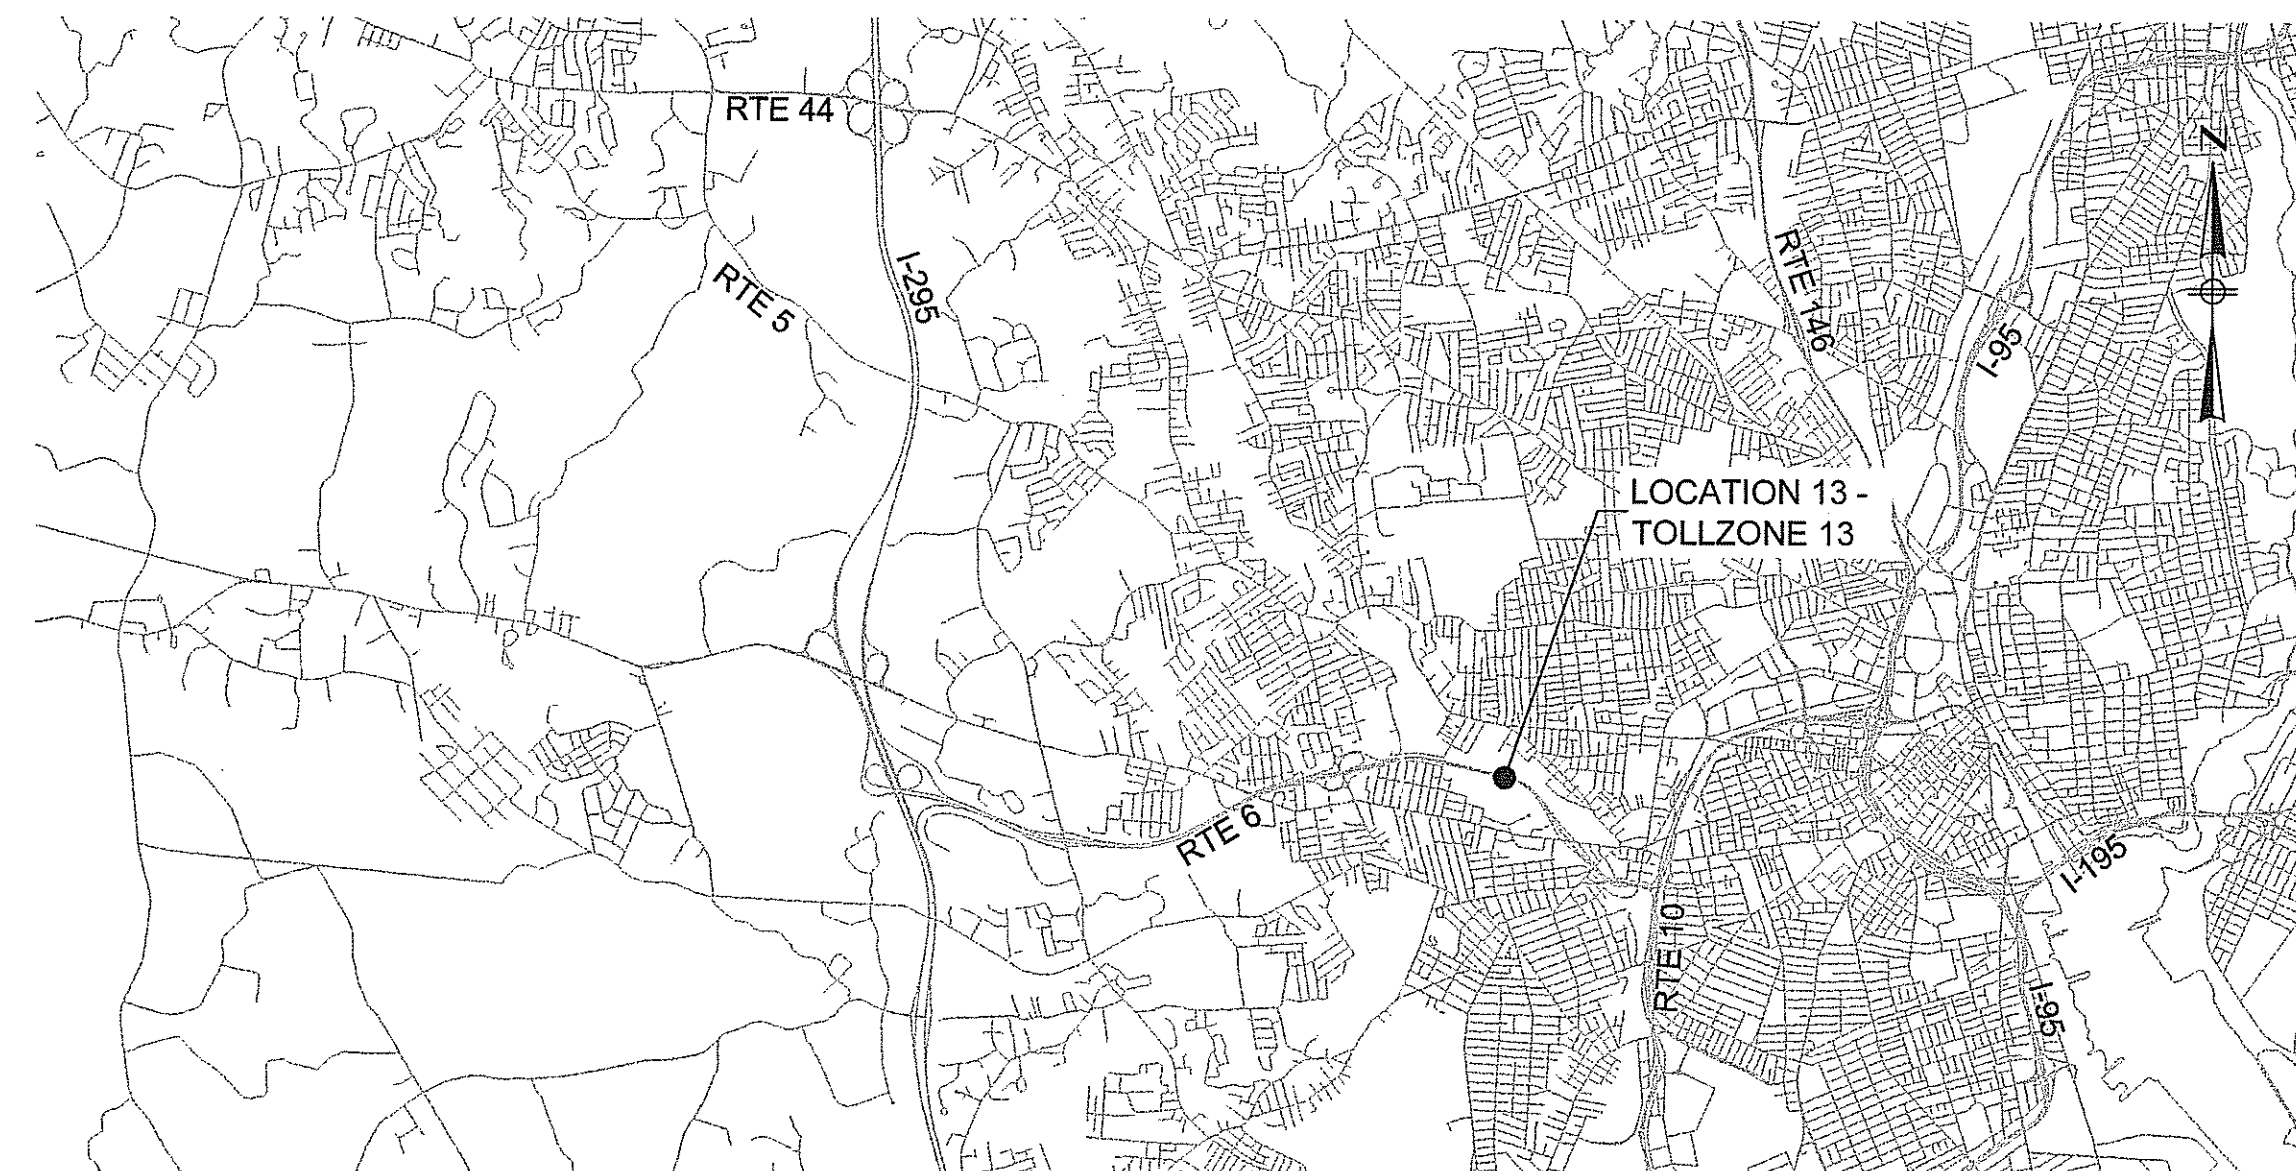 RTE 44
N
I-295
RTE 5
RTE 146
I-95
LOCATION 13 -
TOLLZONE 13
RTE 6
I-195
RTE 10
I-95